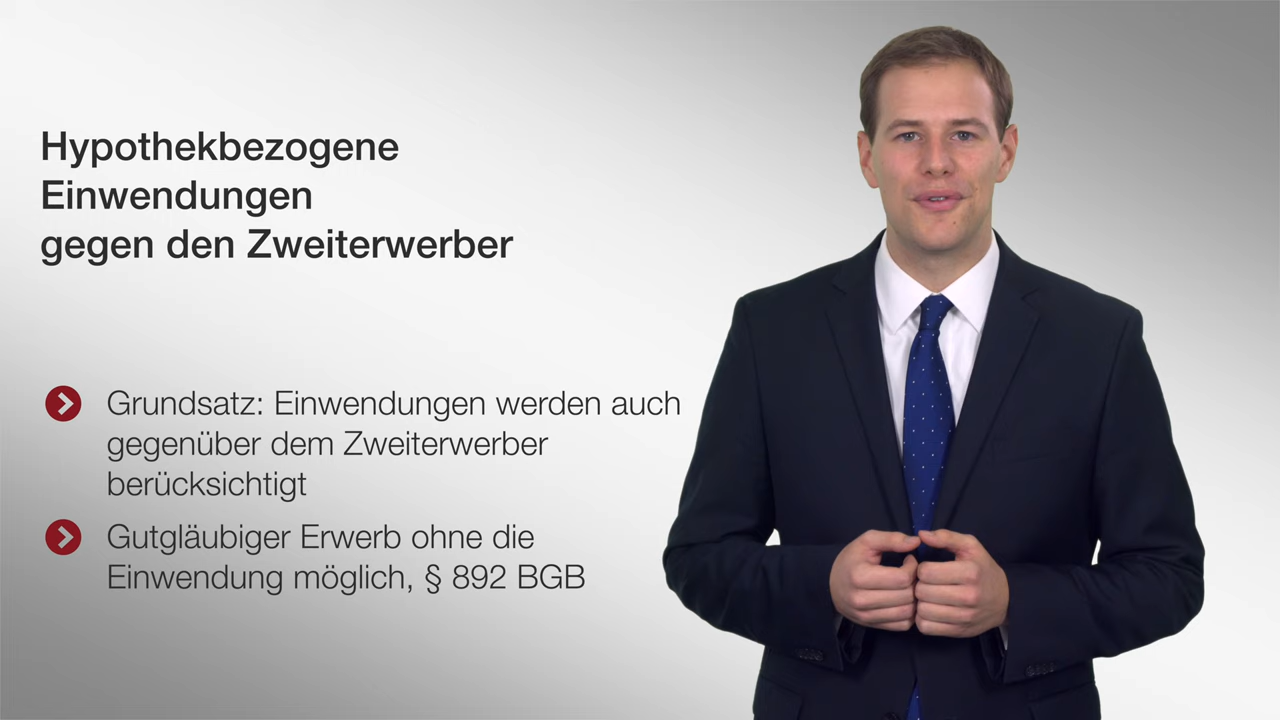 Hypothekbezogene
Einwendungen
gegen den Zweiterwerber
Grundsatz: Einwendungen werden auch
gegenüber dem Zweiterwerber
berücksichtigt
Gutgläubiger Erwerb ohne die
Einwendung möglich, § 892 BGB